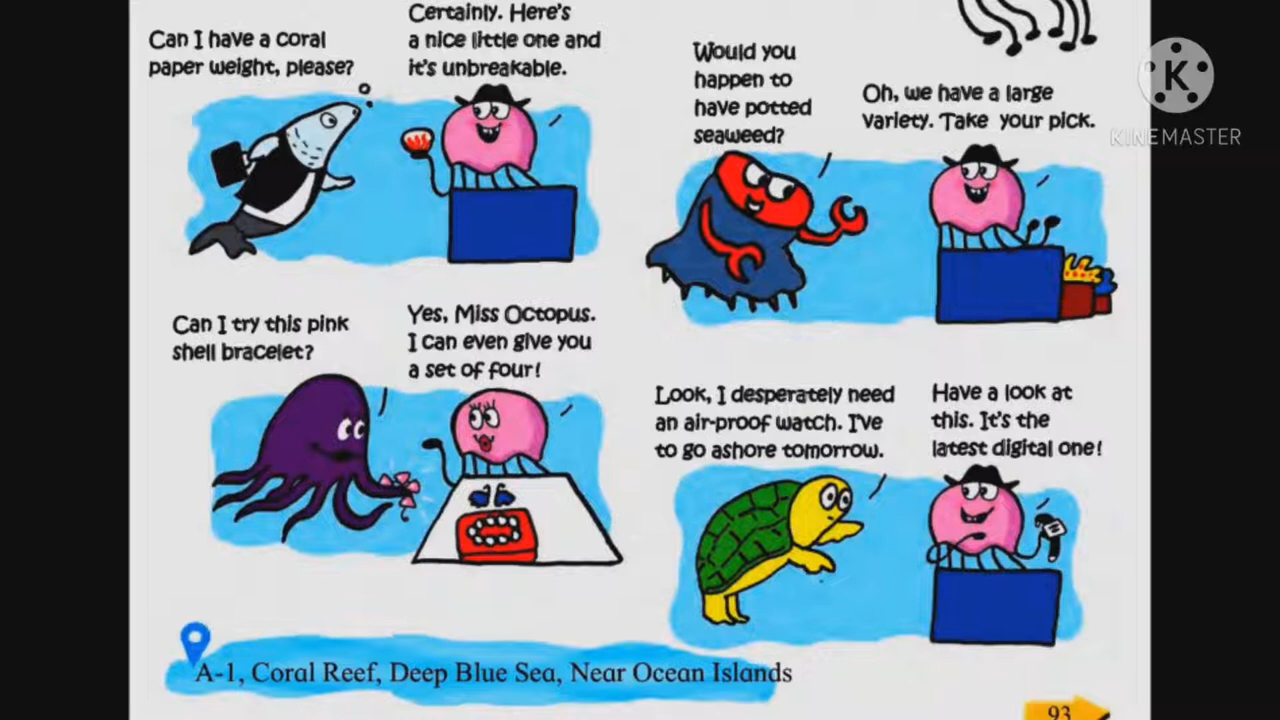 Can I have a coral
paper weight, please?
Certainly. Here's
a nice little one and
it's unbreakable.
Would you
happen to
have potted
seaweed?
Oh, we have a large
variety. Take your pick.
K
KINEMASTER
Can I try this pink
shell bracelet?
Yes, Miss Octopus.
I can even give you
a set of four!
Look, I desperately need
an air-proof watch. I've
to go ashore tomorrow.
Have a look at
this. It's the
latest digital one!
A-1, Coral Reef, Deep Blue Sea, Near Ocean Islands
93